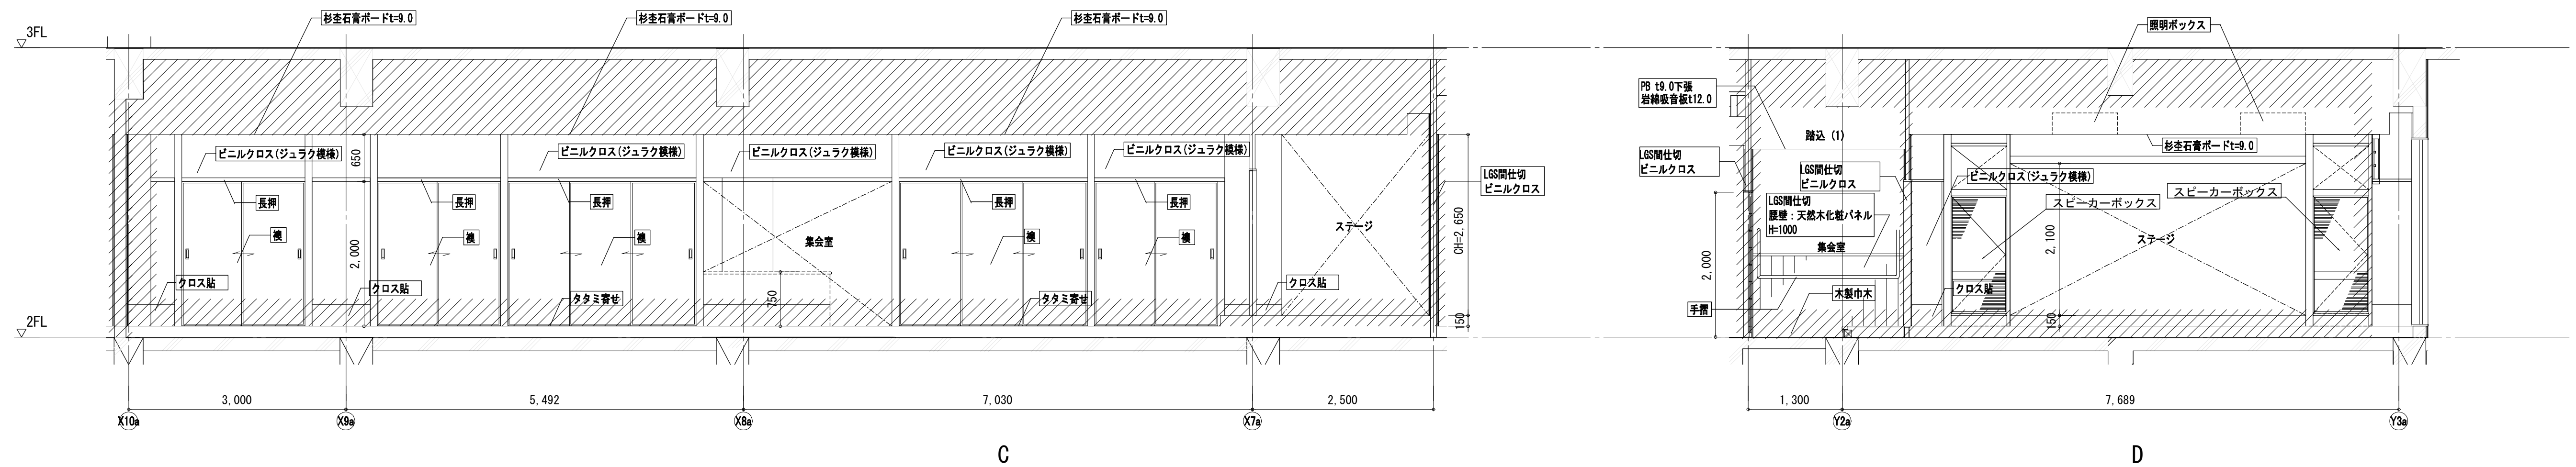 3FL
杉杢石膏ボードt=9.0
杉杢石膏ボードt=9.0
杉杢石膏ボードt=9.0
ビニルクロス(ジュラク模様)
ビニルクロス(ジュラク模様)
ビニルクロス(ジュラク模様)
ビニルクロス(ジュラク模様)
ビニルクロス(ジュラク模様)
650
長押
長押
長押
長押
長押
LGS間仕切
ビニルクロス
襖
襖
襖
襖
襖
集会室
ステージ
2,000
CH=2,650
クロス貼
クロス貼
クロス貼
タタミ寄せ
タタミ寄せ
750
150
2FL
3,000
5,492
7,030
2,500
X10a
X9a
X8a
X7a
C
照明ボックス
PB t9.0下張
岩綿吸音板t12.0
踏込 (1)
杉杢石膏ボードt=9.0
LGS間仕切
ビニルクロス
LGS間仕切
ビニルクロス
ビニルクロス(ジュラク模様)
スピーカーボックス
スピーカーボックス
LGS間仕切
腰壁：天然木化粧パネル
H=1000
集会室
ステージ
2,100
2,000
木製巾木
クロス貼
手摺
150
1,300
7,689
Y2a
Y3a
D